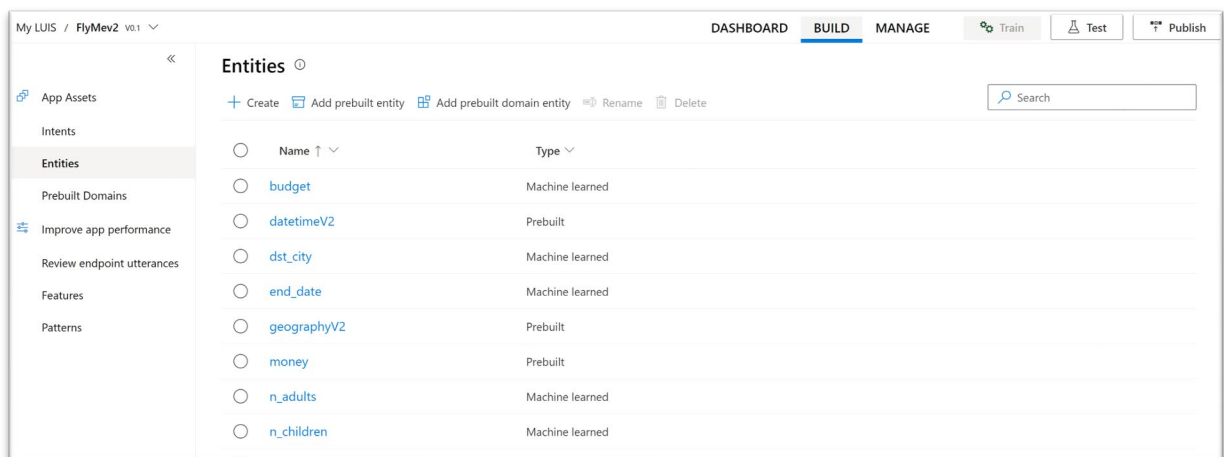 My LUIS / FlyMev2 V0.1
DASHBOARD BUILD MANAGE Train Test Publish
App Assets
Intents
Entities
Prebuilt Domains
Improve app performance
Review endpoint utterances
Features
Patterns
Entities
Create Add prebuilt entity Add prebuilt domain entity Rename Delete Search
Name Type
budget Machine learned
datetimeV2 Prebuilt
dst_city Machine learned
end_date Machine learned
geographyV2 Prebuilt
money Prebuilt
n_adults Machine learned
n_children Machine learned